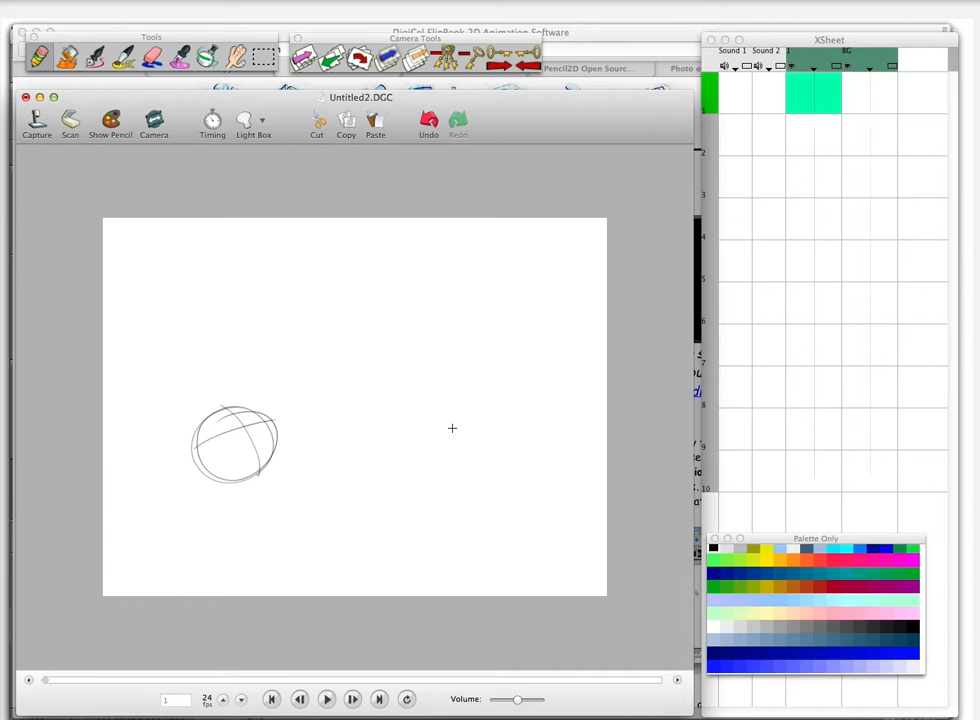 DigiCel FlipBook 2D Animation Software
Tools
Camera Tools
XSheet
Sound 1 Sound 2 1 BG
Pencil2D Open Sourc...
Photo e
Untitled2.DGC
Capture Scan Show Pencil Camera Timing Light Box Cut Copy Paste Undo Redo
1
2
3
4
5
6
7
8
9
10
Palette Only
1 24 fps Volume: